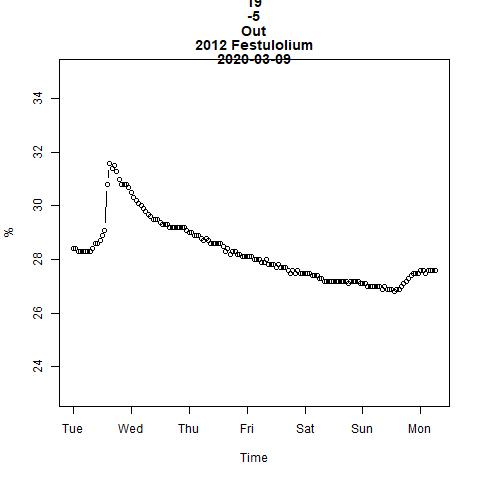 19
-5
Out
2012 Festulolium
2020-03-09
34
32
30
28
26
24
%
Tue Wed Thu Fri Sat Sun Mon
Time